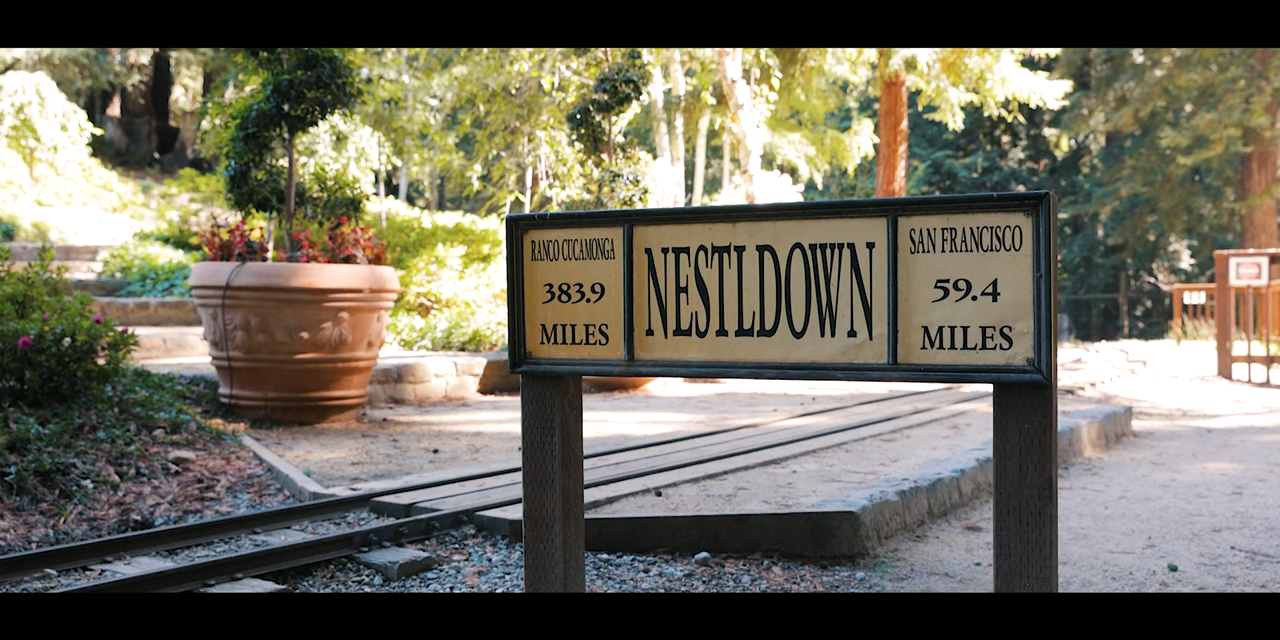 RANCO CUCAMONGA
383.9
MILES
NESTLDOWN
SAN FRANCISCO
59.4
MILES